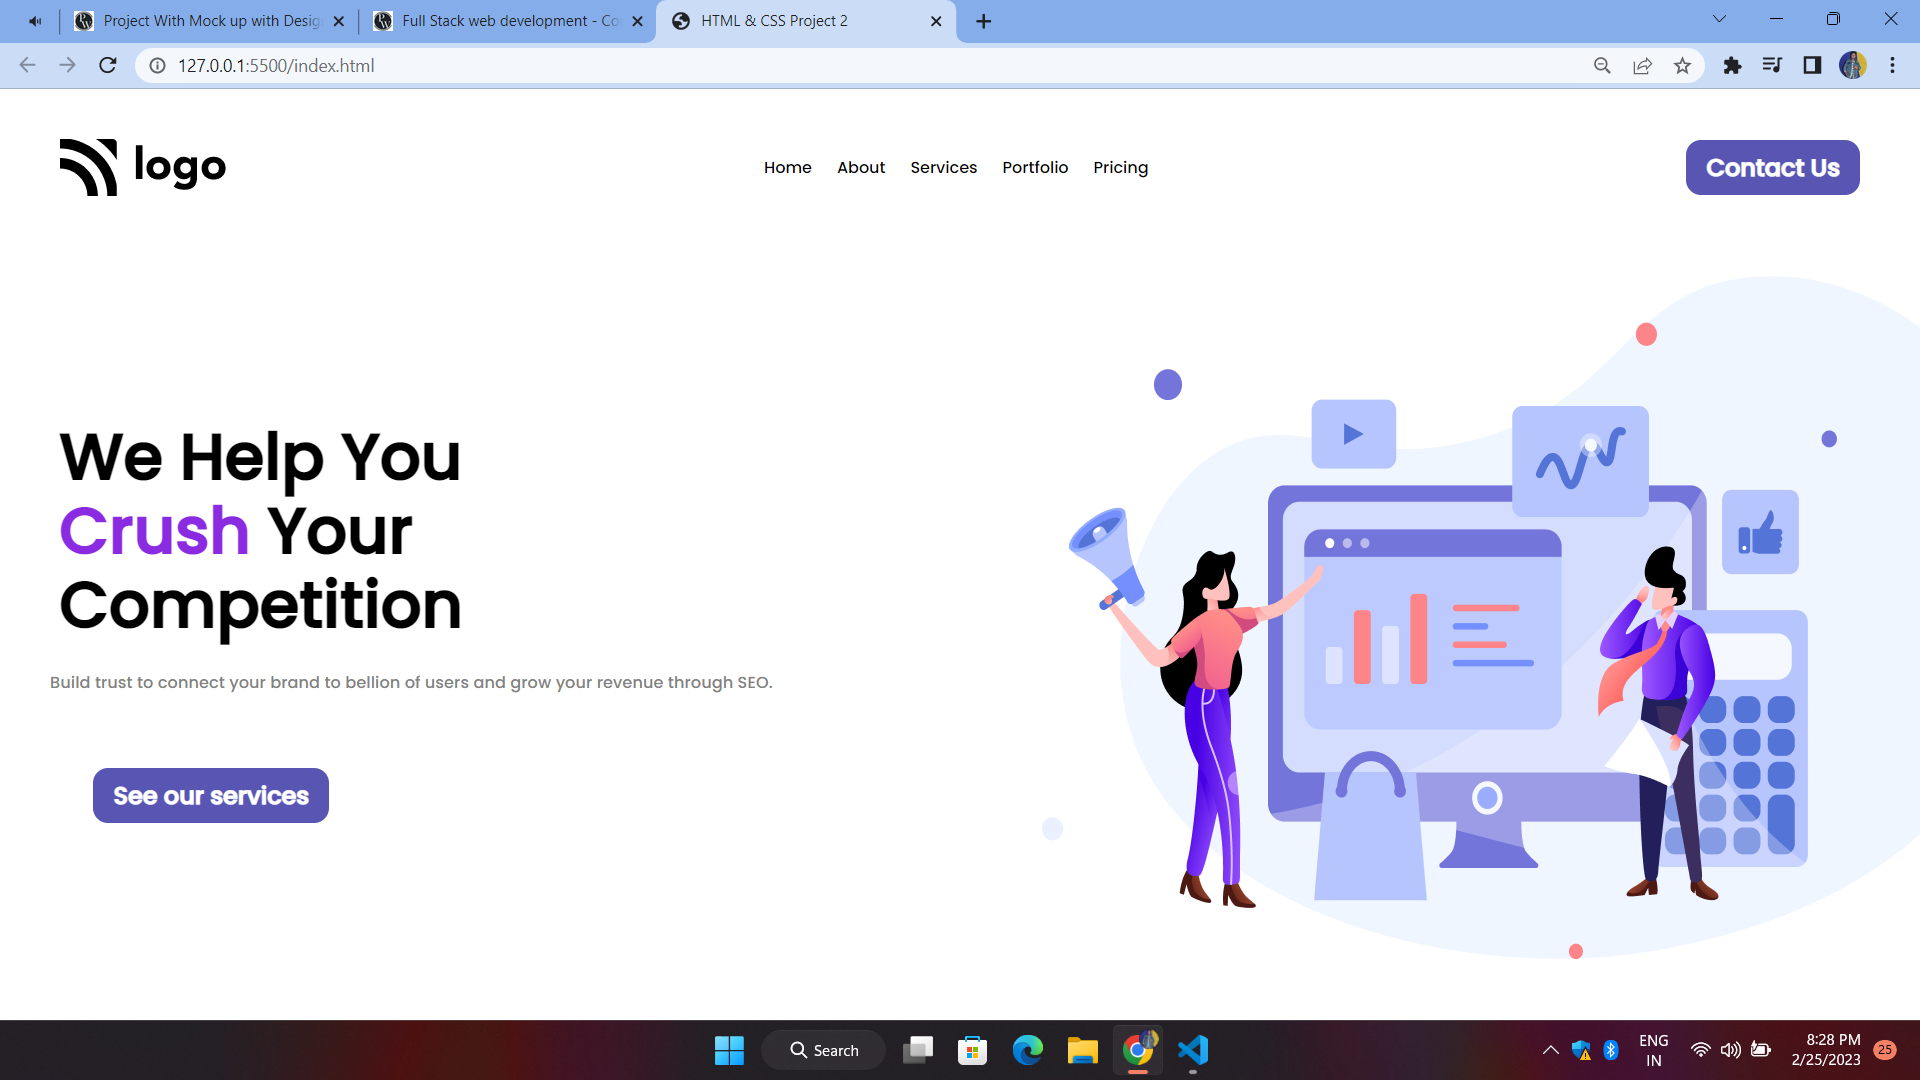 Project With Mock up with Desig
Full Stack web development - Co
HTML & CSS Project 2
127.0.0.1:5500/index.html
logo
Home
About
Services
Portfolio
Pricing
Contact Us
We Help You
Crush Your
Competition
Build trust to connect your brand to bellion of users and grow your revenue through SEO.
See our services
Search
ENG
IN
8:28 PM
2/25/2023
25